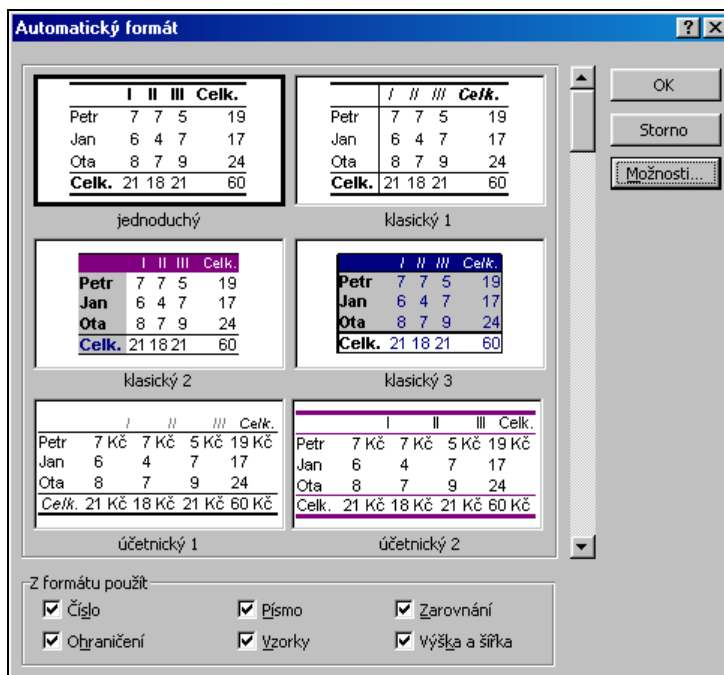 Automatický formát
I II III Celk.
Petr 7 7 5 19
Jan 6 4 7 17
Ota 8 7 9 24
Celk. 21 18 21 60
jednoduchý
I II III Celk.
Petr 7 7 5 19
Jan 6 4 7 17
Ota 8 7 9 24
Celk. 21 18 21 60
klasický 1
I II III Celk.
Petr 7 7 5 19
Jan 6 4 7 17
Ota 8 7 9 24
Celk. 21 18 21 60
klasický 2
I II III Celk.
Petr 7 7 5 19
Jan 6 4 7 17
Ota 8 7 9 24
Celk. 21 18 21 60
klasický 3
I II III Celk.
Petr 7 Kč 7 Kč 5 Kč 19 Kč
Jan 6 4 7 17
Ota 8 7 9 24
Celk. 21 Kč 18 Kč 21 Kč 60 Kč
účetnický 1
I II III Celk.
Petr 7 Kč 7 Kč 5 Kč 19 Kč
Jan 6 4 7 17
Ota 8 7 9 24
Celk. 21 Kč 18 Kč 21 Kč 60 Kč
účetnický 2
OK
Storno
Možnosti...
Z formátu použít
Číslo Písmo Zarovnání
Ohraničení Vzorky Výška a šířka